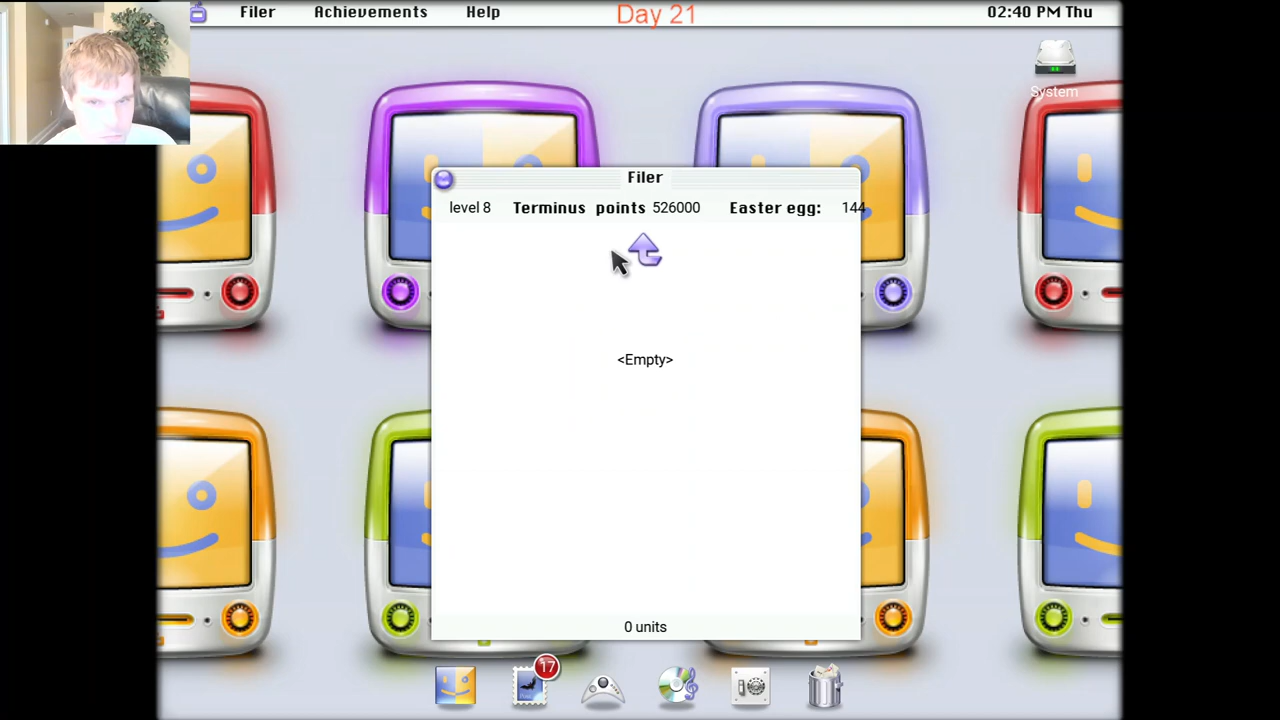 Filer Achievements Help Day 21 02:40 PM Thu
System
Filer
level 8 Terminus points 526000 Easter egg: 144
<Empty>
0 units
17